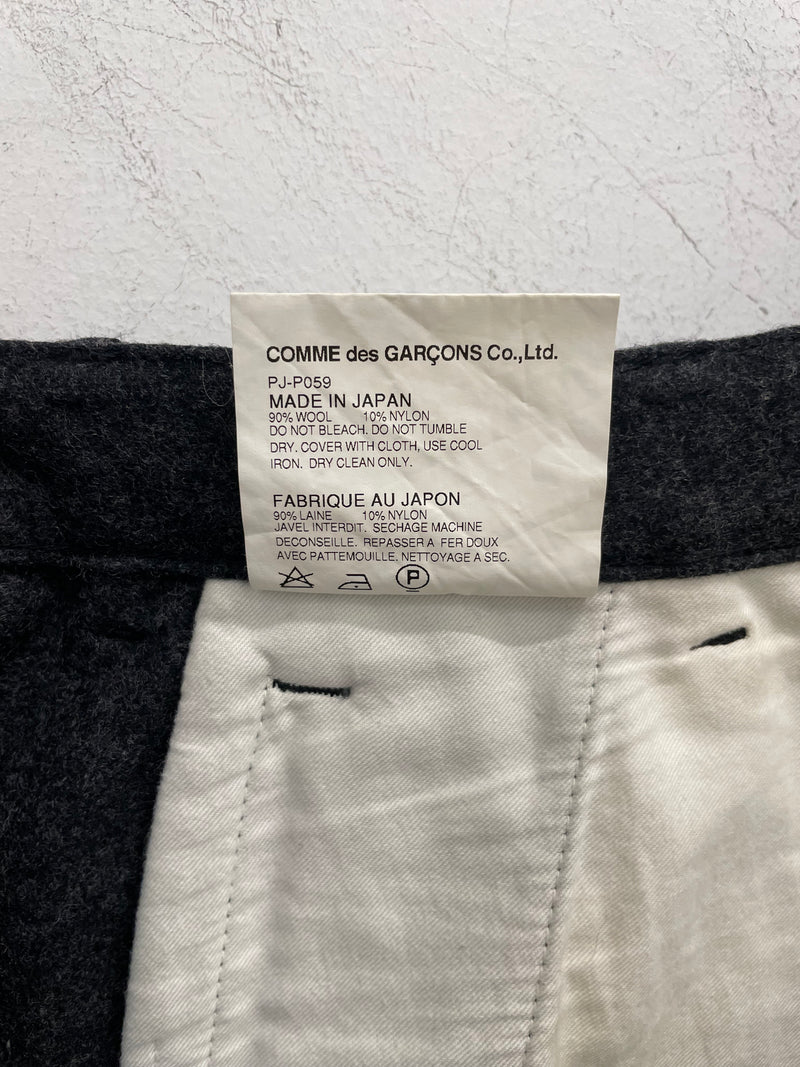 COMME des GARÇONS Co.,Ltd.
PJ-P059
MADE IN JAPAN
90% WOOL 10% NYLON
DO NOT BLEACH. DO NOT TUMBLE
DRY. COVER WITH CLOTH, USE COOL
IRON. DRY CLEAN ONLY.
FABRIQUE AU JAPON
90% LAINE 10% NYLON
JAVEL INTERDIT. SECHAGE MACHINE
DECONSEILLE. REPASSER A FER DOUX
AVEC PATTEMOUILLE. NETTOYAGE A SEC.
P